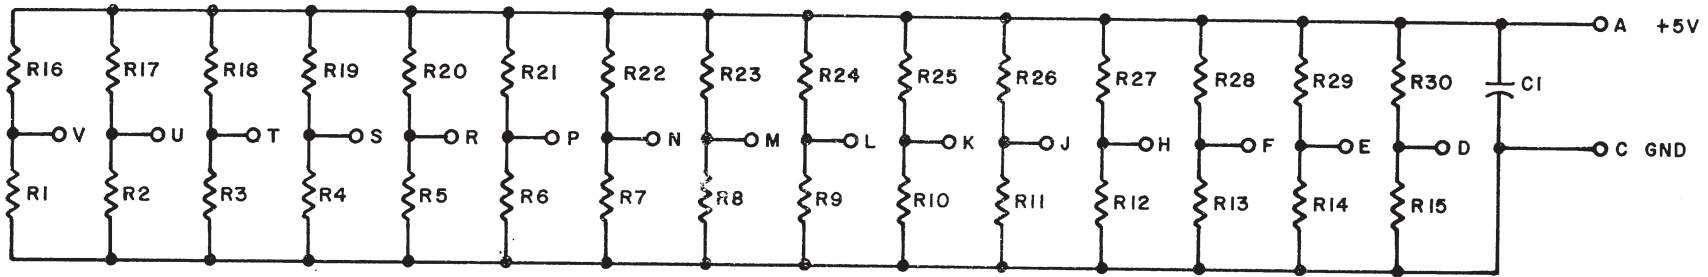 A +5V
R16 R17 R18 R19 R20 R21 R22 R23 R24 R25 R26 R27 R28 R29 R30 C1
V U T S R P N M L K J H F E D C GND
R1 R2 R3 R4 R5 R6 R7 R8 R9 R10 R11 R12 R13 R14 R15